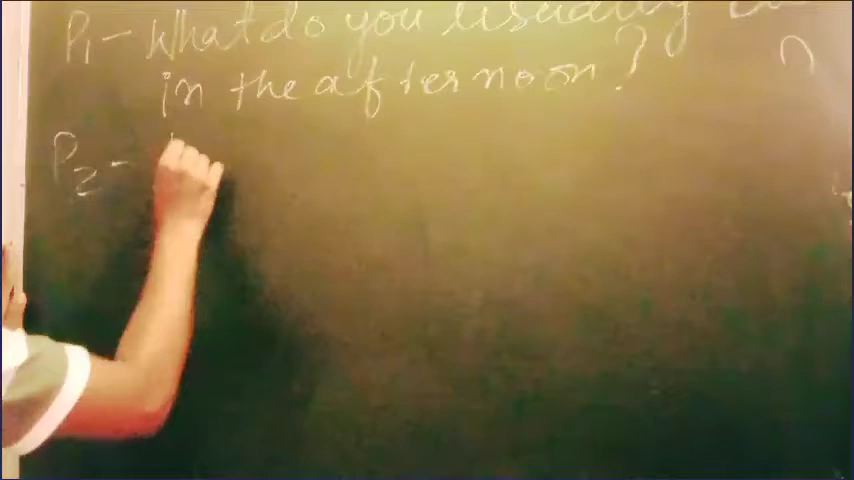 P1 - What do you usually
in the afternoon?
P2 -